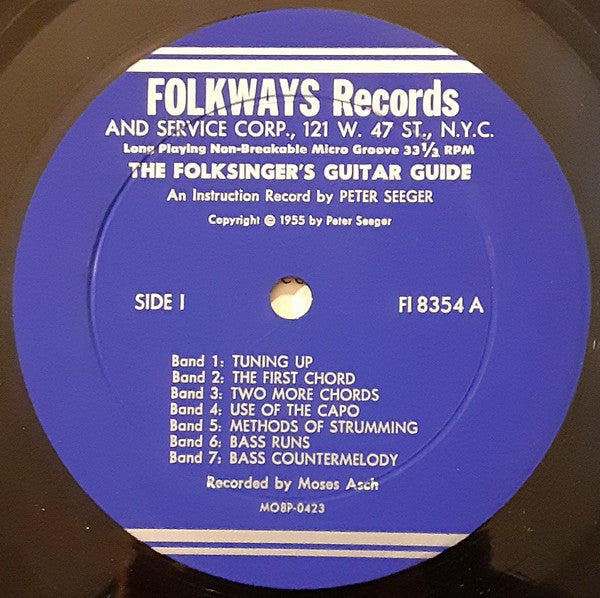 FOLKWAYS Records
AND SERVICE CORP., 121 W. 47 ST., N.Y.C.
Long Playing Non-Breakable Micro Groove 33⅓ RPM
THE FOLKSINGER'S GUITAR GUIDE
An Instruction Record by PETER SEEGER
Copyright © 1955 by Peter Seeger
SIDE I
FI 8354 A
Band 1: TUNING UP
Band 2: THE FIRST CHORD
Band 3: TWO MORE CHORDS
Band 4: USE OF THE CAPO
Band 5: METHODS OF STRUMMING
Band 6: BASS RUNS
Band 7: BASS COUNTERMELODY
Recorded by Moses Asch
MO8P-0423